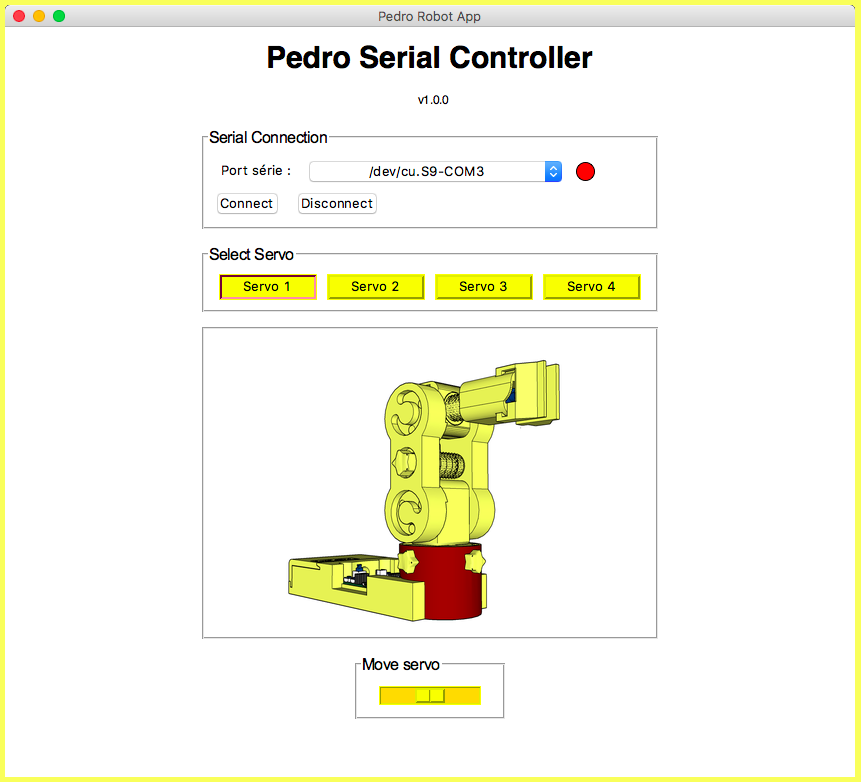 Pedro Robot App
Pedro Serial Controller
v1.0.0
Serial Connection
Port série :
/dev/cu.S9-COM3
Connect Disconnect
Select Servo
Servo 1 Servo 2 Servo 3 Servo 4
Move servo